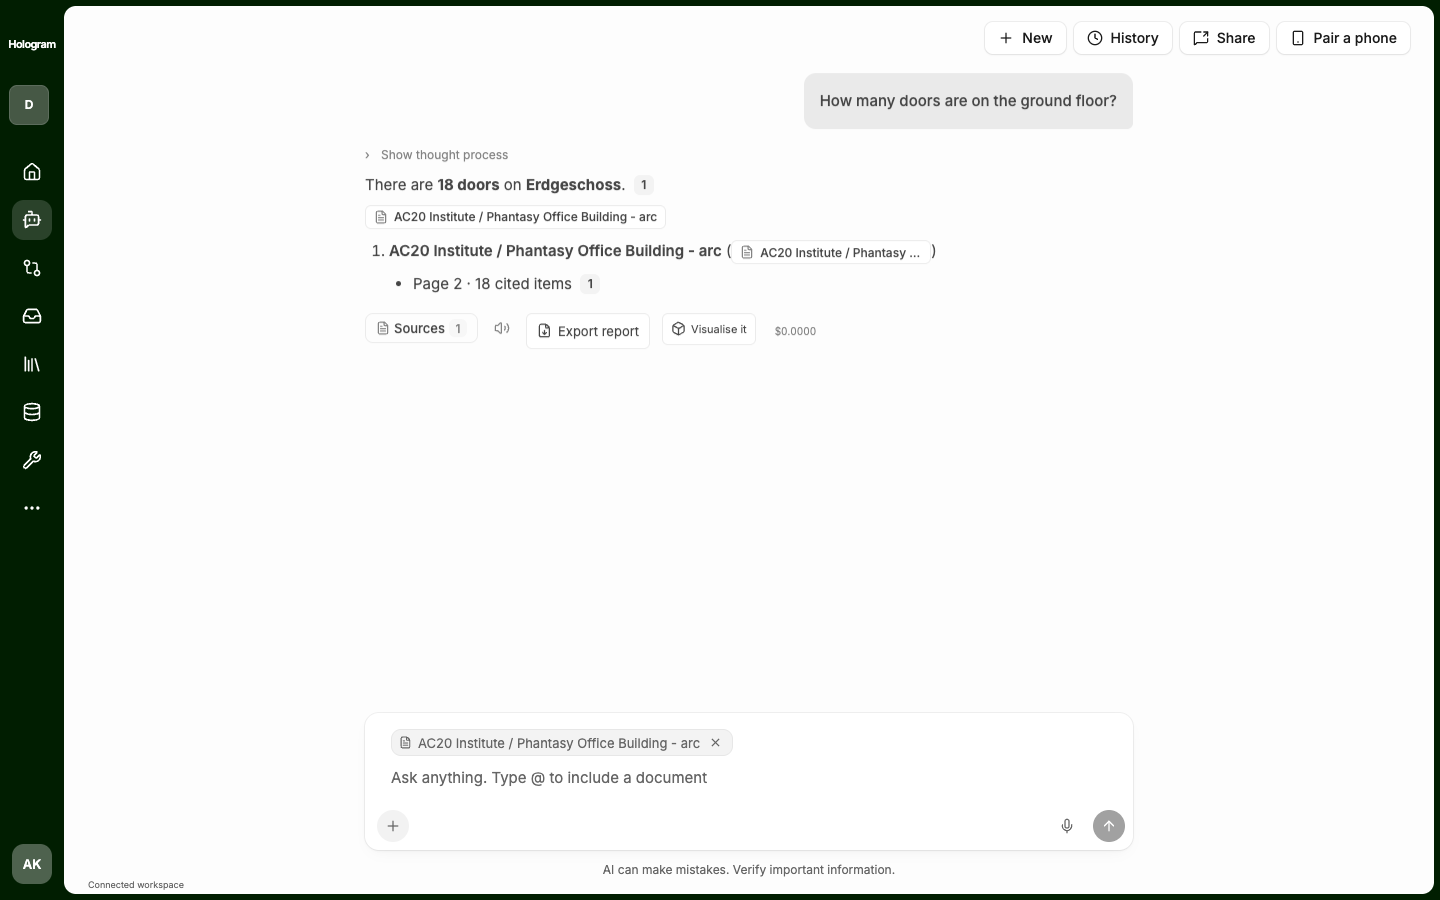 Hologram
D
New
History
Share
Pair a phone
How many doors are on the ground floor?
Show thought process
There are 18 doors on Erdgeschoss. 1
AC20 Institute / Phantasy Office Building - arc
1. AC20 Institute / Phantasy Office Building - arc (AC20 Institute / Phantasy ...)
• Page 2 · 18 cited items 1
Sources 1
Export report
Visualise it
$0.0000
AC20 Institute / Phantasy Office Building - arc
Ask anything. Type @ to include a document
AI can make mistakes. Verify important information.
AK
Connected workspace